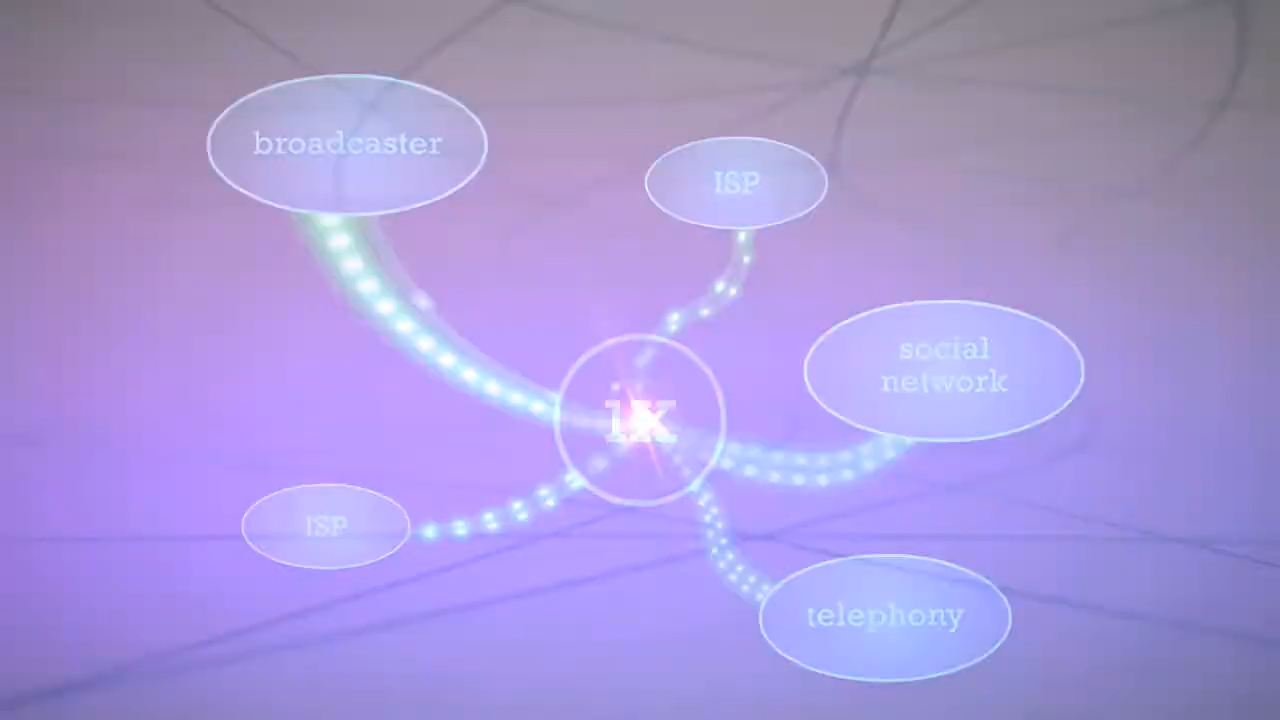 broadcaster
ISP
social
network
iX
ISP
telephony